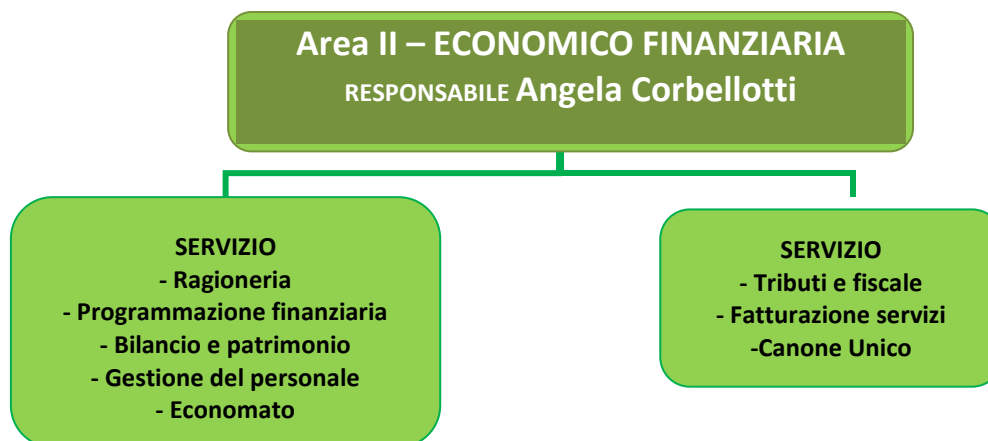 Area II – ECONOMICO FINANZIARIA
RESPONSABILE Angela Corbellotti
SERVIZIO
- Ragioneria
- Programmazione finanziaria
- Bilancio e patrimonio
- Gestione del personale
- Economato
SERVIZIO
- Tributi e fiscale
- Fatturazione servizi
-Canone Unico